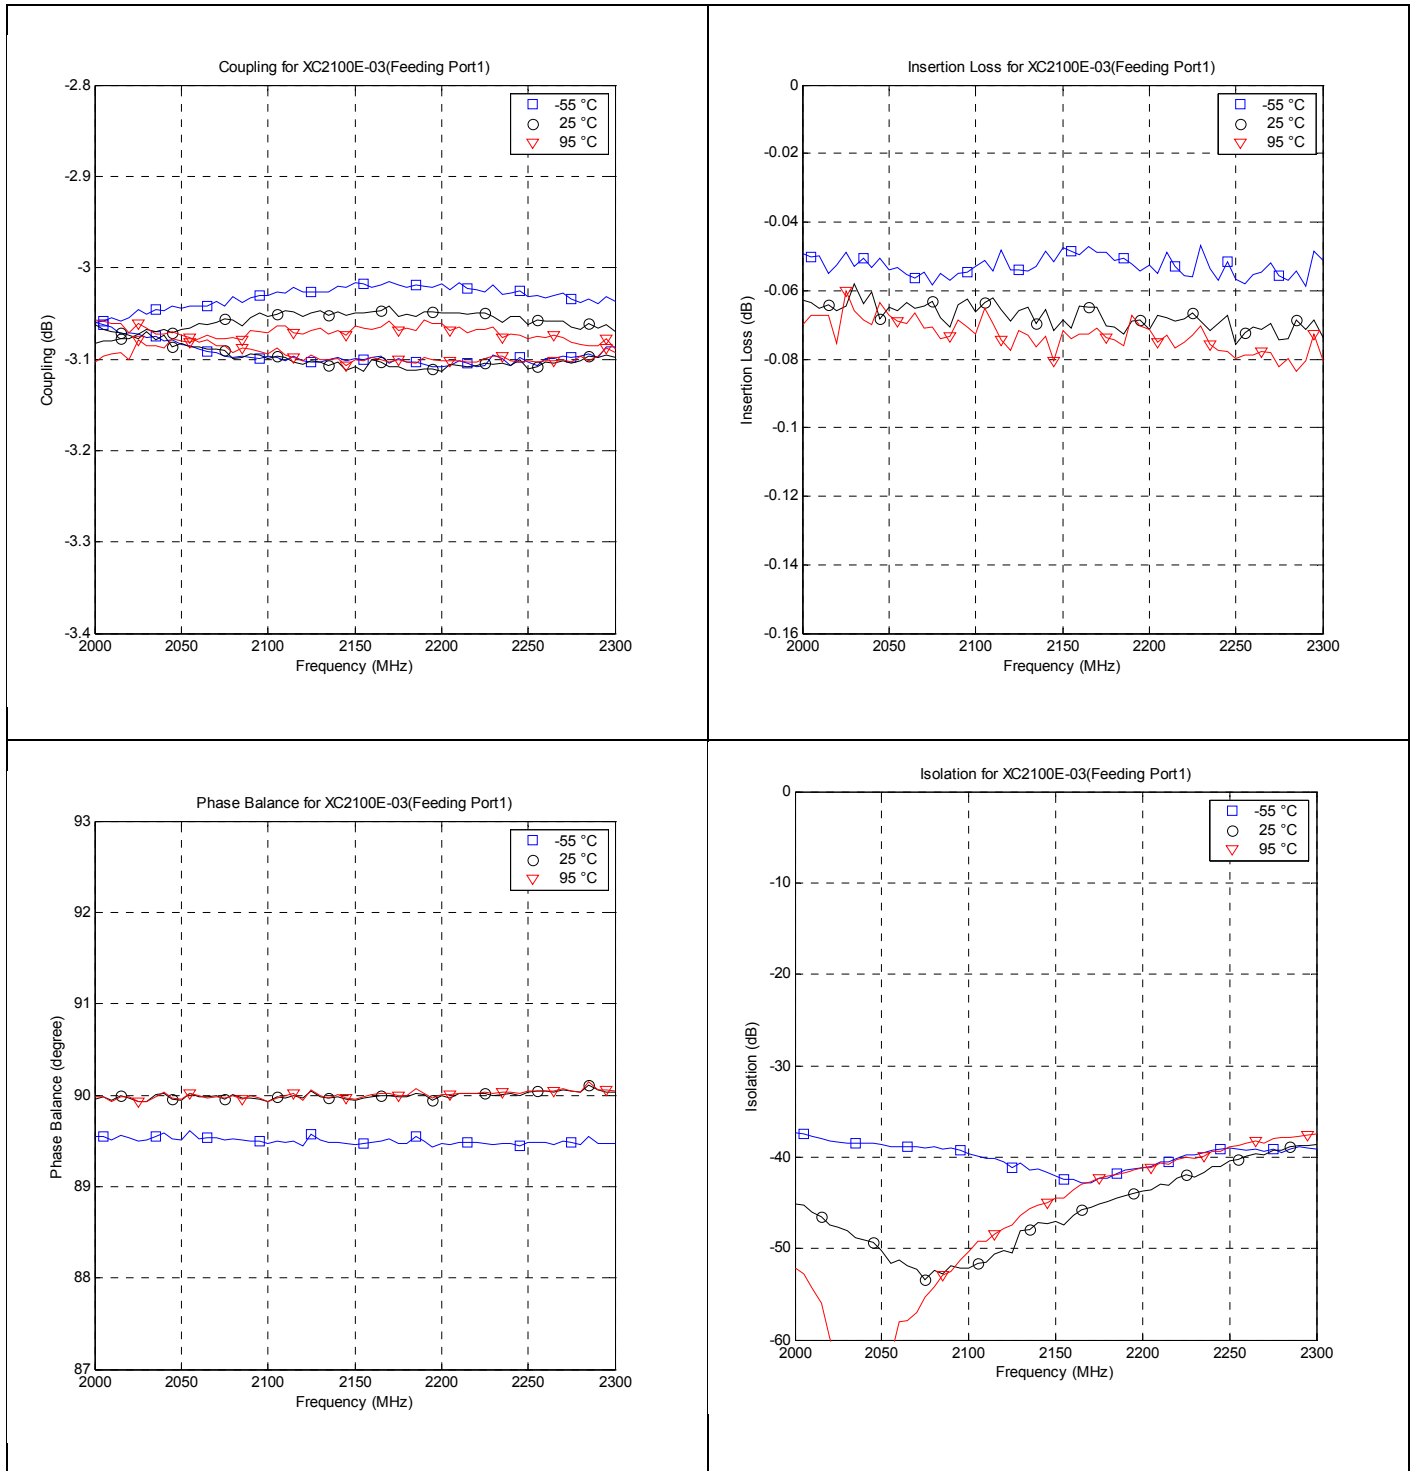 Coupling for XC2100E-03(Feeding Port1)
-2.8
-2.9
-3
-3.1
-3.2
-3.3
-3.4
Coupling (dB)
-55 °C
25 °C
95 °C
2000 2050 2100 2150 2200 2250 2300
Frequency (MHz)
Insertion Loss for XC2100E-03(Feeding Port1)
0
-0.02
-0.04
-0.06
-0.08
-0.1
-0.12
-0.14
-0.16
Insertion Loss (dB)
-55 °C
25 °C
95 °C
2000 2050 2100 2150 2200 2250 2300
Frequency (MHz)
Phase Balance for XC2100E-03(Feeding Port1)
93
92
91
90
89
88
87
Phase Balance (degree)
-55 °C
25 °C
95 °C
2000 2050 2100 2150 2200 2250 2300
Frequency (MHz)
Isolation for XC2100E-03(Feeding Port1)
0
-10
-20
-30
-40
-50
-60
Isolation (dB)
-55 °C
25 °C
95 °C
2000 2050 2100 2150 2200 2250 2300
Frequency (MHz)